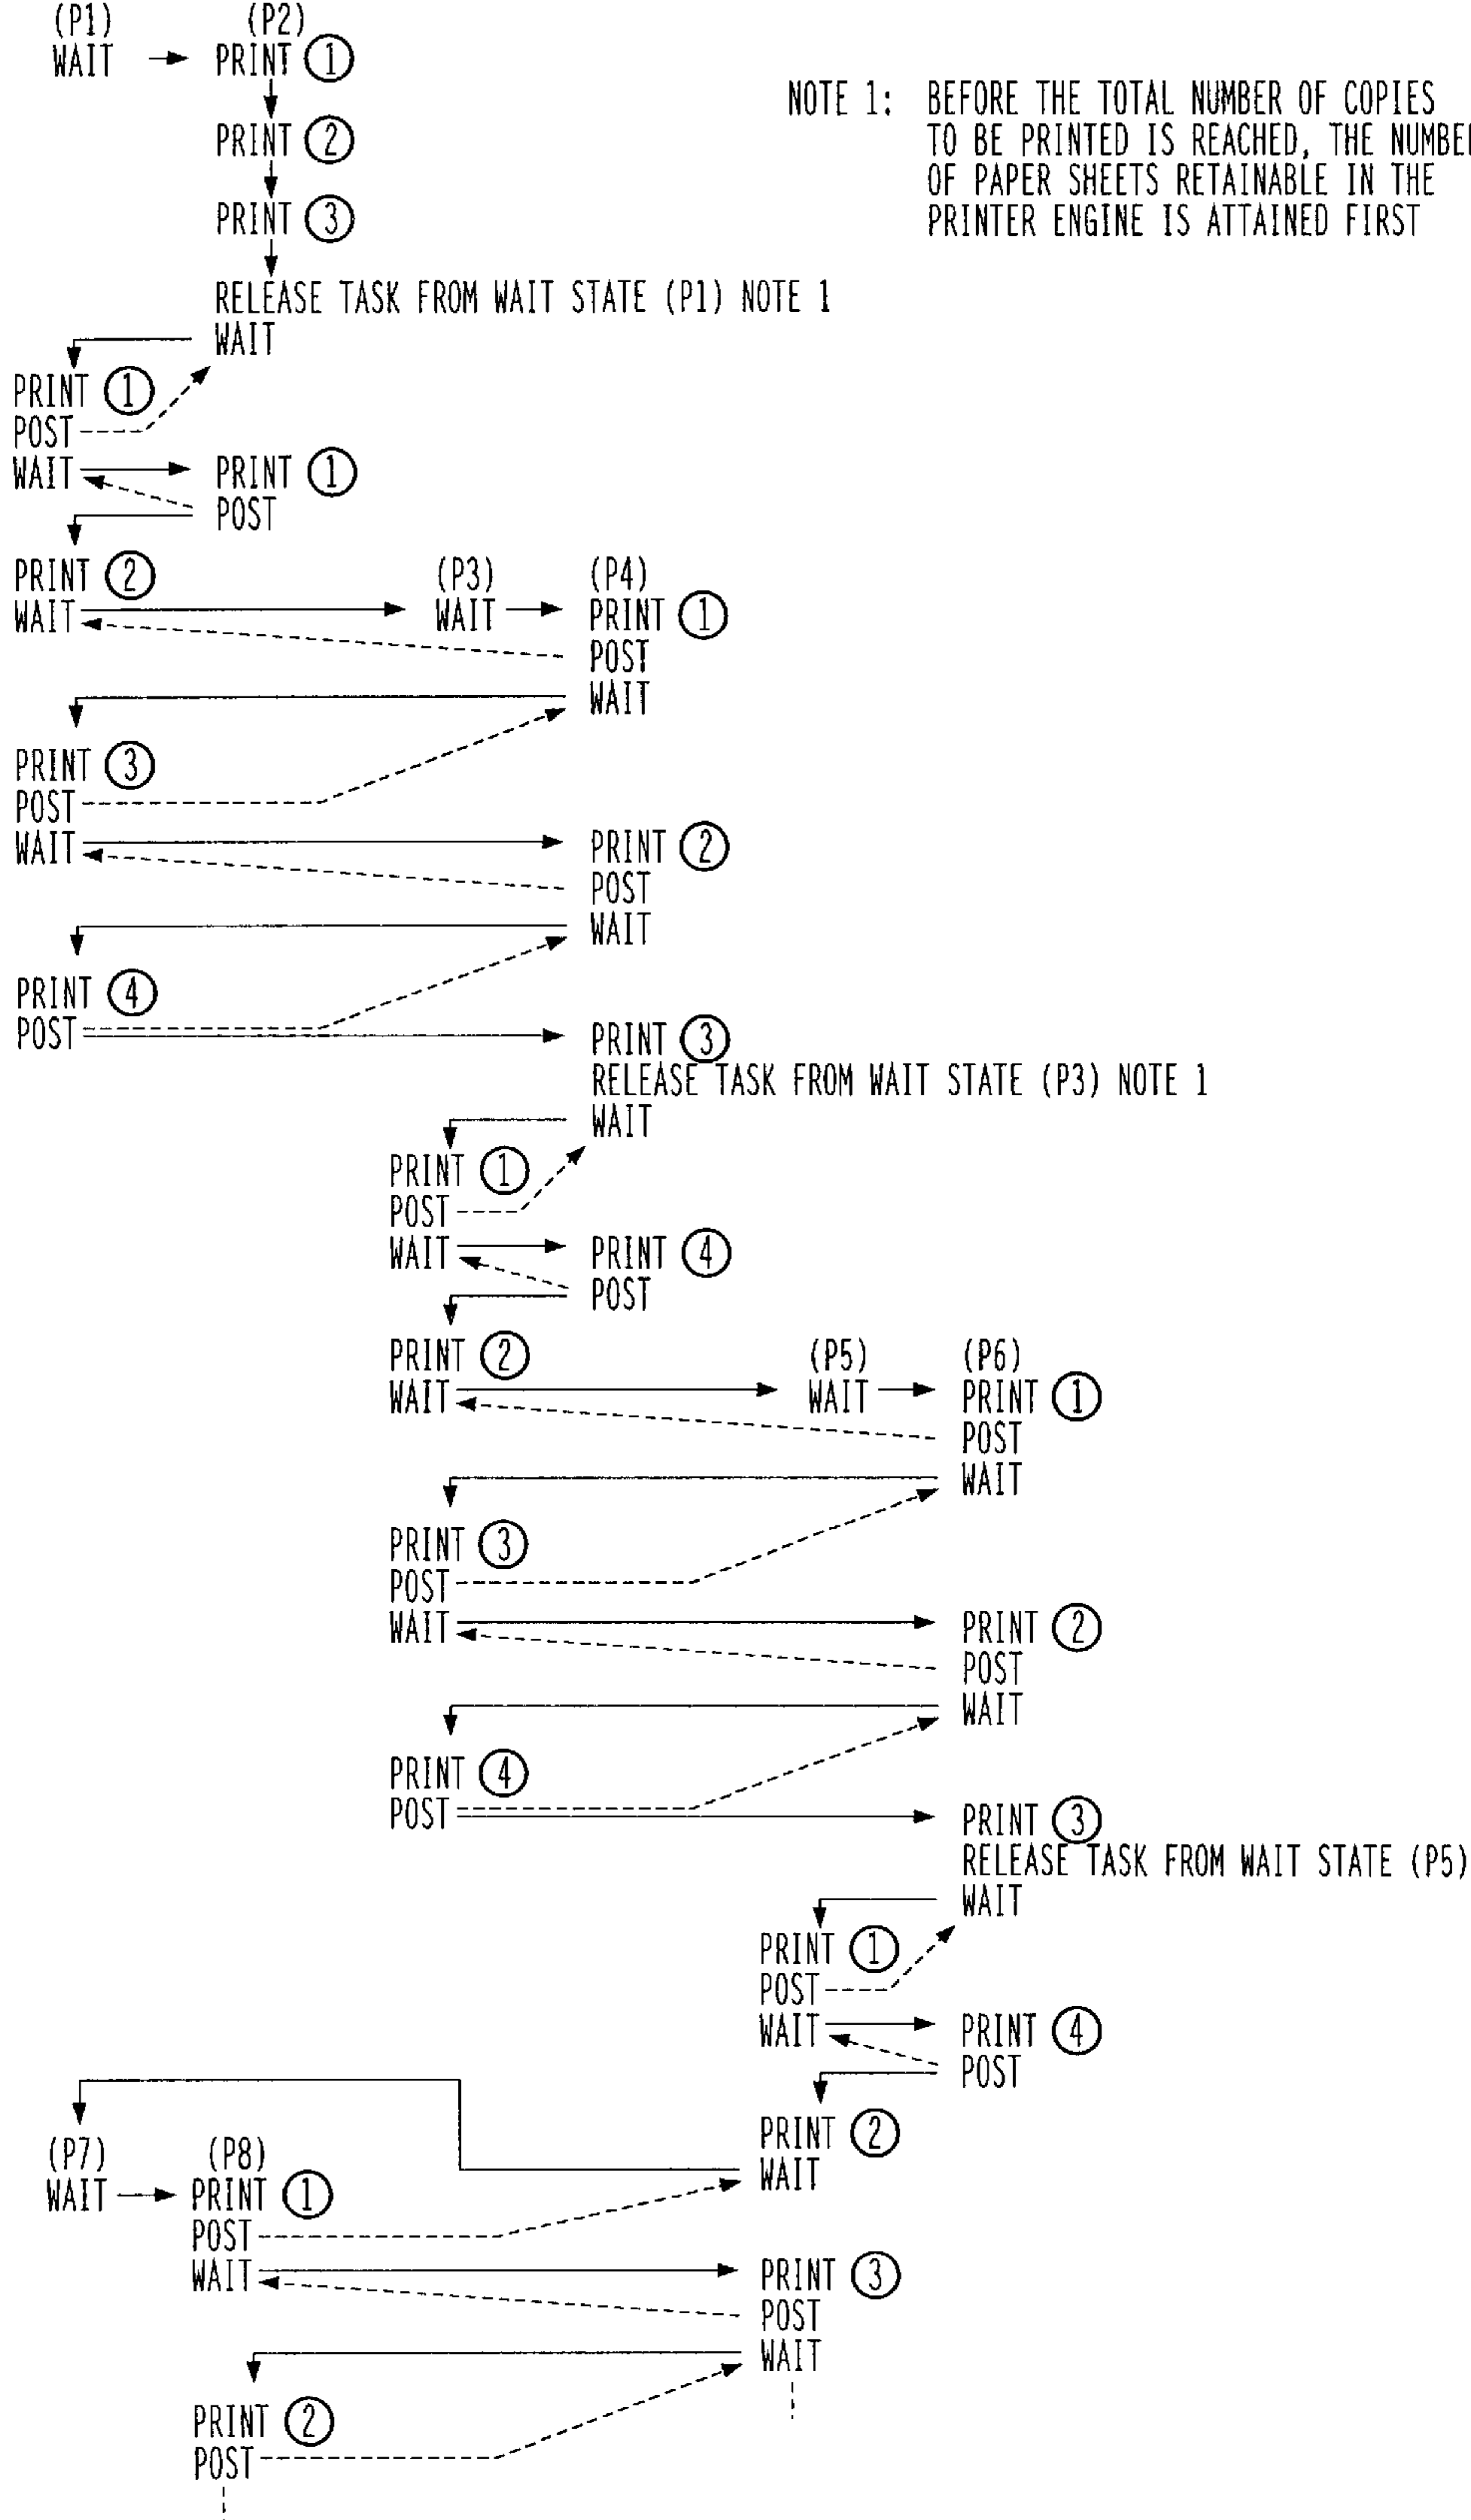 (P1) (P2)
WAIT PRINT 1
NOTE 1: BEFORE THE TOTAL NUMBER OF COPIES
PRINT 2
TO BE PRINTED IS REACHED, THE NUMBER
OF PAPER SHEETS RETAINABLE IN THE
PRINT 3
PRINTER ENGINE IS ATTAINED FIRST
RELEASE TASK FROM WAIT STATE (P1) NOTE 1
WAIT
PRINT 1
POST
WAIT PRINT 1
POST
PRINT 2 (P3) (P4)
WAIT WAIT PRINT 1
POST
WAIT
PRINT 3
POST
WAIT PRINT 2
POST
WAIT
PRINT 4
POST PRINT 3
RELEASE TASK FROM WAIT STATE (P3) NOTE 1
WAIT
PRINT 1
POST
WAIT PRINT 4
POST
PRINT 2 (P5) (P6)
WAIT WAIT PRINT 1
POST
WAIT
PRINT 3
POST
WAIT PRINT 2
POST
WAIT
PRINT 4
POST PRINT 3
RELEASE TASK FROM WAIT STATE (P5)
WAIT
PRINT 1
POST
WAIT PRINT 4
POST
PRINT 2
(P7) (P8)
WAIT
WAIT PRINT 1
POST
WAIT PRINT 3
POST
WAIT
PRINT 2
POST